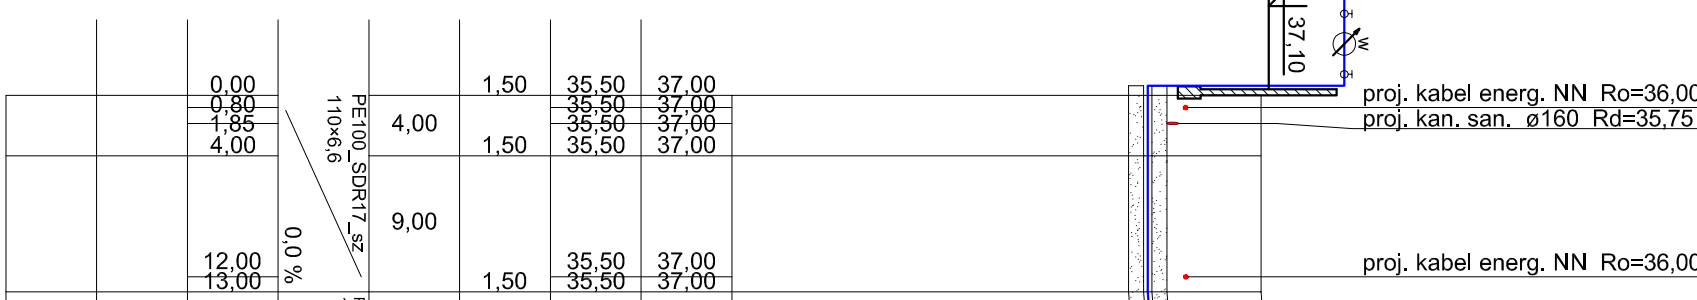 37,10
W
0,00 1,50 35,50 37,00
proj. kabel energ. NN Ro=36,00
0,80 35,50 37,00
proj. kan. san. ø160 Rd=35,75
1,85 4,00 35,50 37,00
4,00 1,50 35,50 37,00
PE100_SDR17_sz
110×6,6
9,00
0,0 %
12,00 35,50 37,00
proj. kabel energ. NN Ro=36,00
13,00 1,50 35,50 37,00